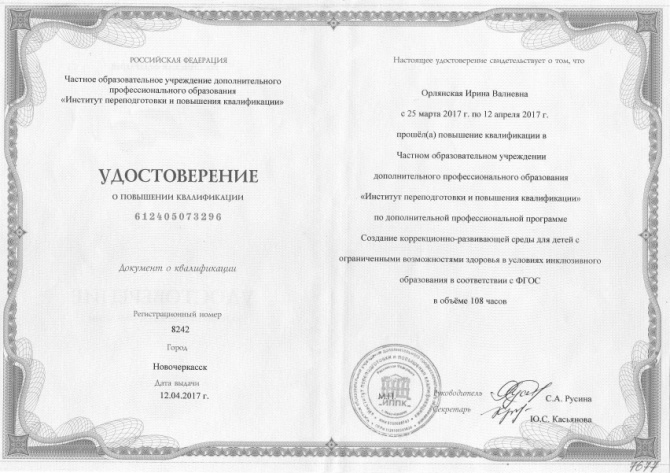 РОССИЙСКАЯ ФЕДЕРАЦИЯ
Частное образовательное учреждение дополнительного
профессионального образования
«Институт переподготовки и повышения квалификации»
УДОСТОВЕРЕНИЕ
О ПОВЫШЕНИИ КВАЛИФИКАЦИИ
612405073296
Документ о квалификации
Регистрационный номер
8242
Город
Новочеркасск
Дата выдачи
12.04.2017 г.
Настоящее удостоверение свидетельствует о том, что
Орлянская Ирина Валиевна
с 25 марта 2017 г. по 12 апреля 2017 г.
прошёл(а) повышение квалификации в
Частном образовательном учреждении
дополнительного профессионального образования
«Институт переподготовки и повышения квалификации»
по дополнительной профессиональной программе
Создание коррекционно-развивающей среды для детей с
ограниченными возможностями здоровья в условиях инклюзивного
образования в соответствии с ФГОС
в объёме 108 часов
М.П.
ИППК
Руководитель
С.А. Русина
Секретарь
Ю.С. Касьянова
7677